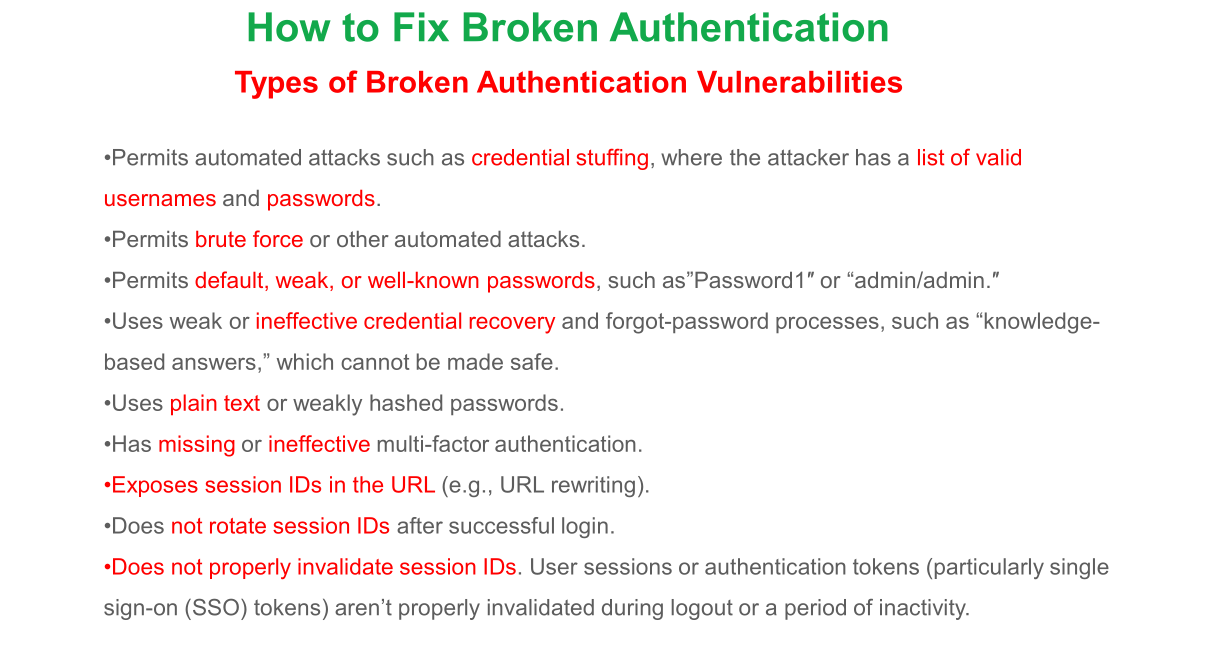 How to Fix Broken Authentication
Types of Broken Authentication Vulnerabilities
•Permits automated attacks such as credential stuffing, where the attacker has a list of valid
usernames and passwords.
•Permits brute force or other automated attacks.
•Permits default, weak, or well-known passwords, such as”Password1″ or “admin/admin.″
•Uses weak or ineffective credential recovery and forgot-password processes, such as “knowledge-
based answers,” which cannot be made safe.
•Uses plain text or weakly hashed passwords.
•Has missing or ineffective multi-factor authentication.
•Exposes session IDs in the URL (e.g., URL rewriting).
•Does not rotate session IDs after successful login.
•Does not properly invalidate session IDs. User sessions or authentication tokens (particularly single
sign-on (SSO) tokens) aren’t properly invalidated during logout or a period of inactivity.